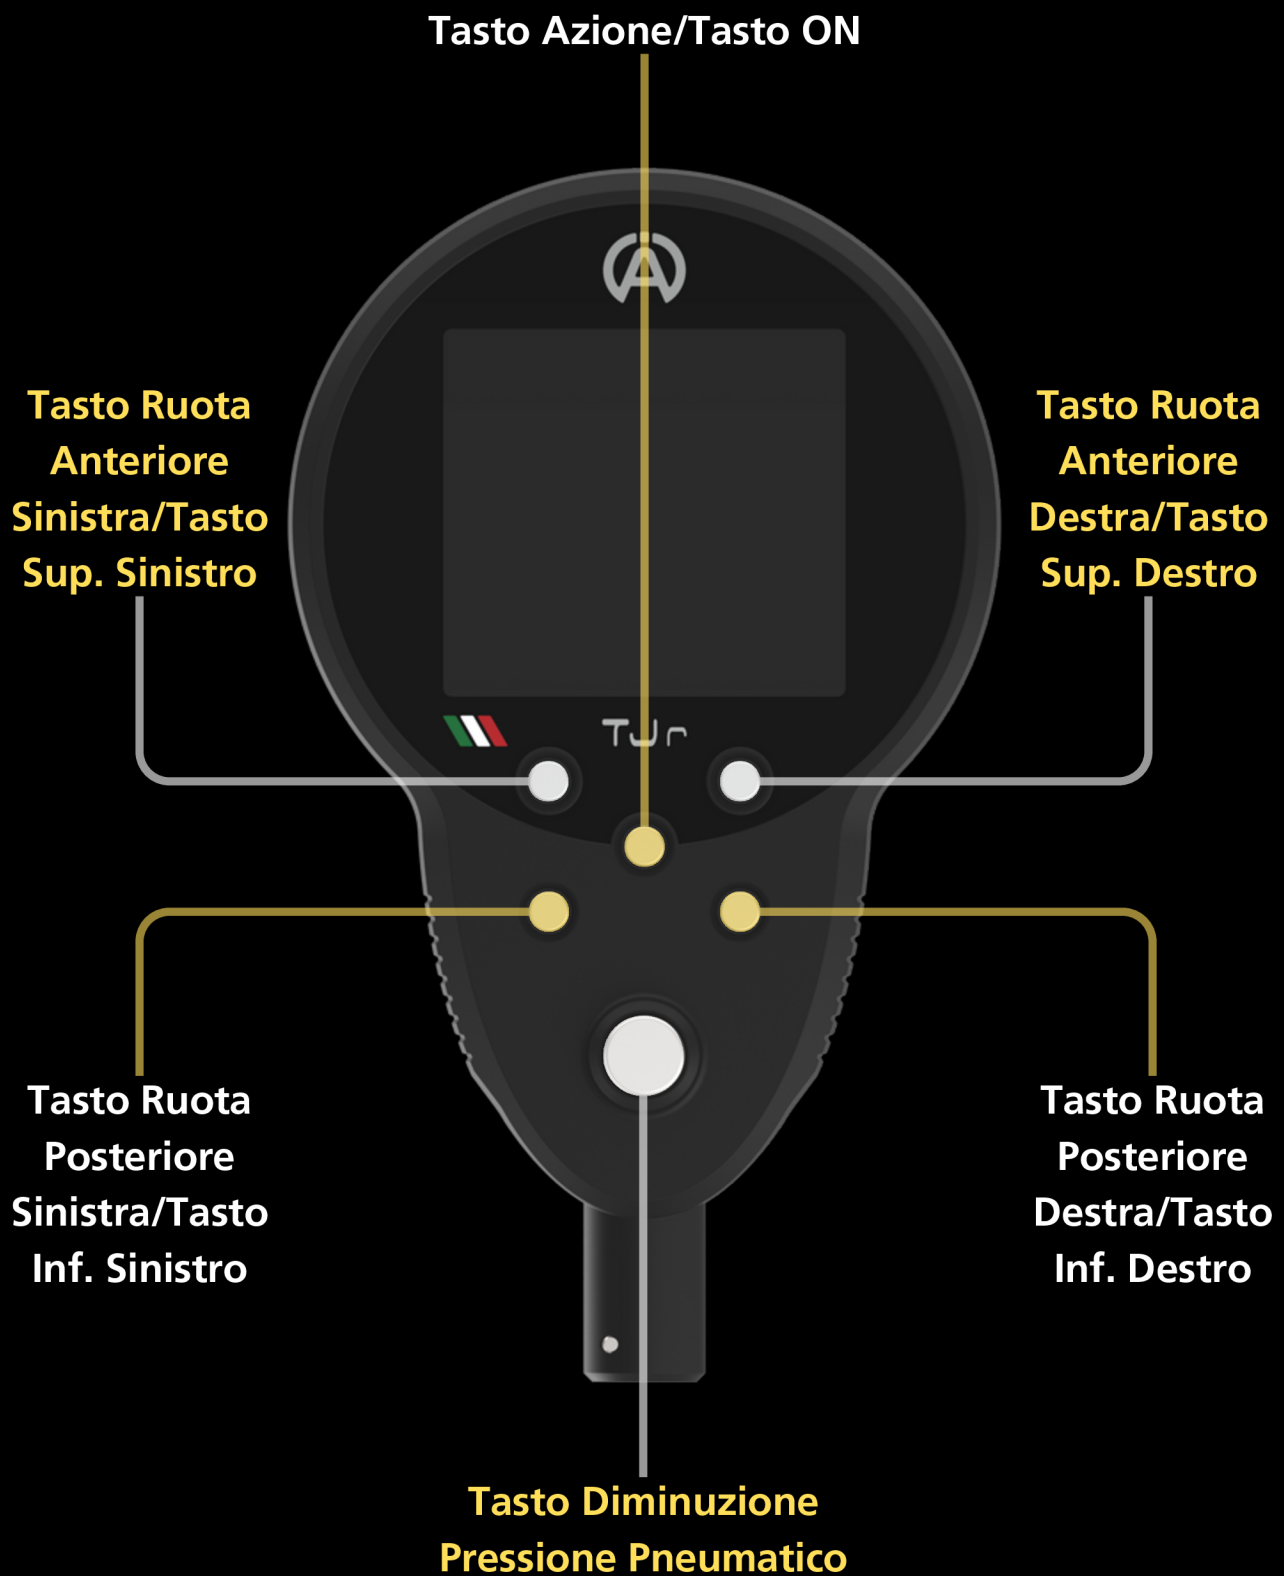 Tasto Azione/Tasto ON
Tasto Ruota
Anteriore
Sinistra/Tasto
Sup. Sinistro
Tasto Ruota
Anteriore
Destra/Tasto
Sup. Destro
TJr
Tasto Ruota
Posteriore
Sinistra/Tasto
Inf. Sinistro
Tasto Ruota
Posteriore
Destra/Tasto
Inf. Destro
Tasto Diminuzione
Pressione Pneumatico